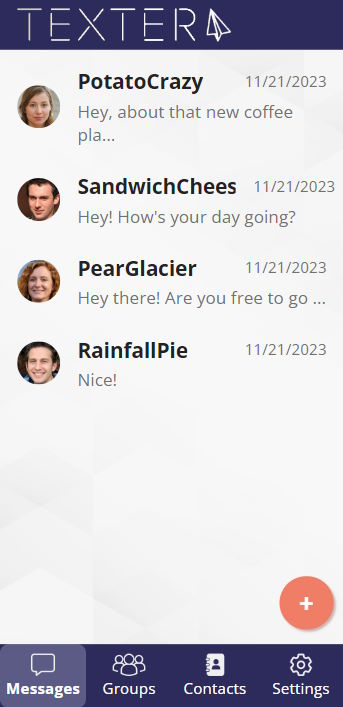 TEXTER
PotatoCrazy 11/21/2023
Hey, about that new coffee
pla...
SandwichChees 11/21/2023
Hey! How's your day going?
PearGlacier 11/21/2023
Hey there! Are you free to go ...
RainfallPie 11/21/2023
Nice!
+
Messages Groups Contacts Settings